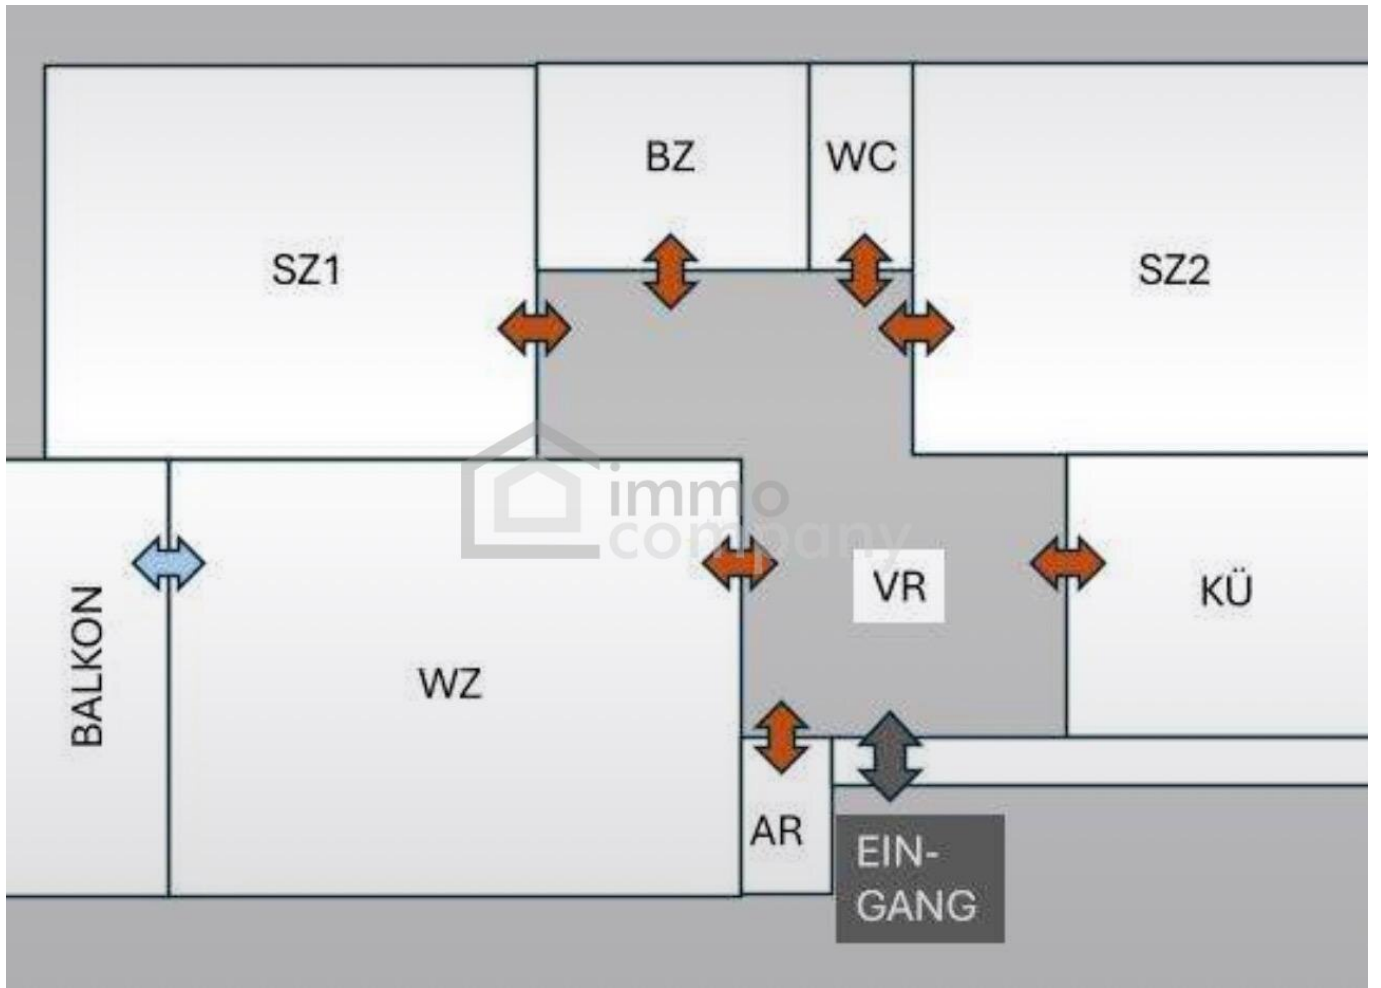 BZ
WC
SZ1
SZ2
immo
company
VR
KÜ
BALKON
WZ
AR
EIN-
GANG